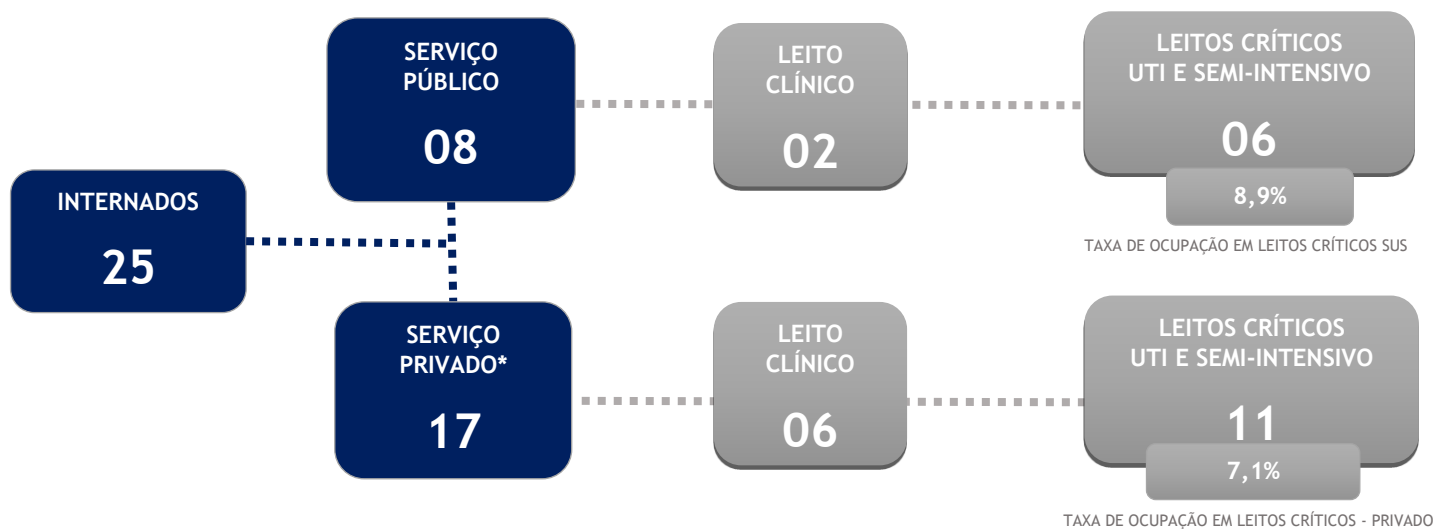 INTERNADOS
25
SERVIÇO
PÚBLICO
08
LEITO
CLÍNICO
02
LEITOS CRÍTICOS
UTI E SEMI-INTENSIVO
06
8,9%
TAXA DE OCUPAÇÃO EM LEITOS CRÍTICOS SUS
SERVIÇO
PRIVADO*
17
LEITO
CLÍNICO
06
LEITOS CRÍTICOS
UTI E SEMI-INTENSIVO
11
7,1%
TAXA DE OCUPAÇÃO EM LEITOS CRÍTICOS - PRIVADO